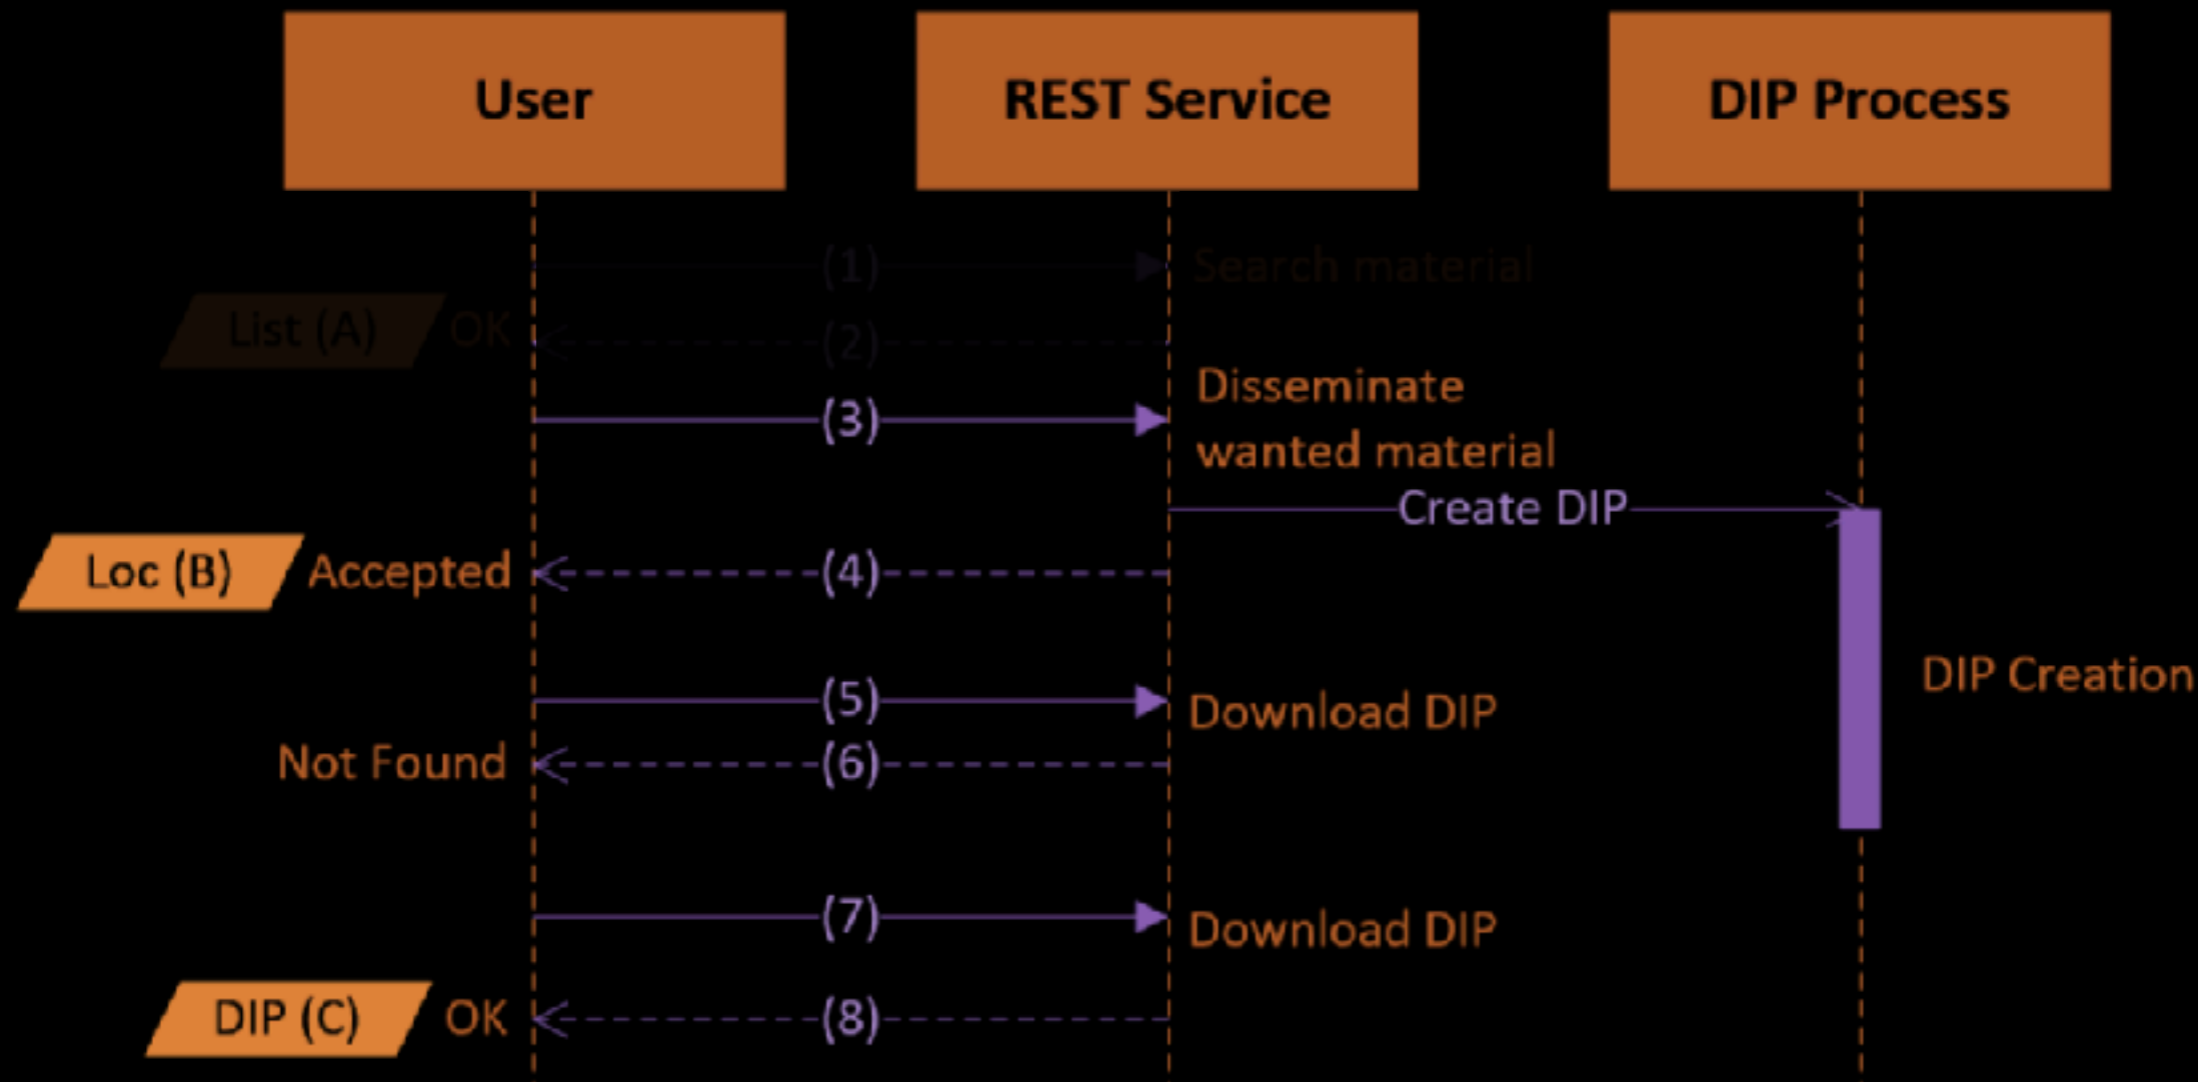 User
REST Service
DIP Process
(1)
Search material
List (A)
OK
(2)
(3)
Disseminate
wanted material
Create DIP
Loc (B)
Accepted
(4)
DIP Creation
(5)
Download DIP
Not Found
(6)
(7)
Download DIP
DIP (C)
OK
(8)